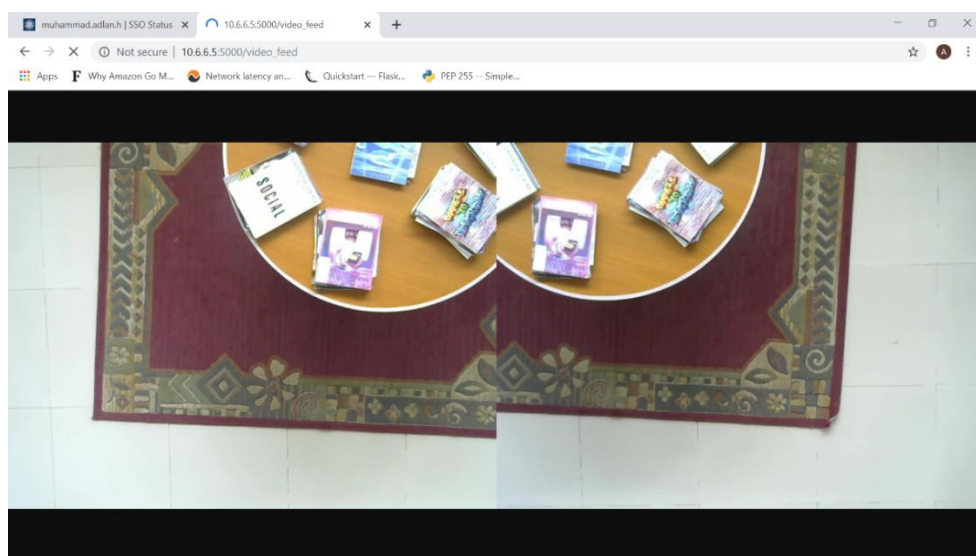 muhammad.adlan.h | SSO Status
10.6.6.5:5000/video_feed
Not secure | 10.6.6.5:5000/video_feed
A
Apps
Why Amazon Go M...
Network latency an...
Quickstart — Flask...
PEP 255 -- Simple...
SOCIAL